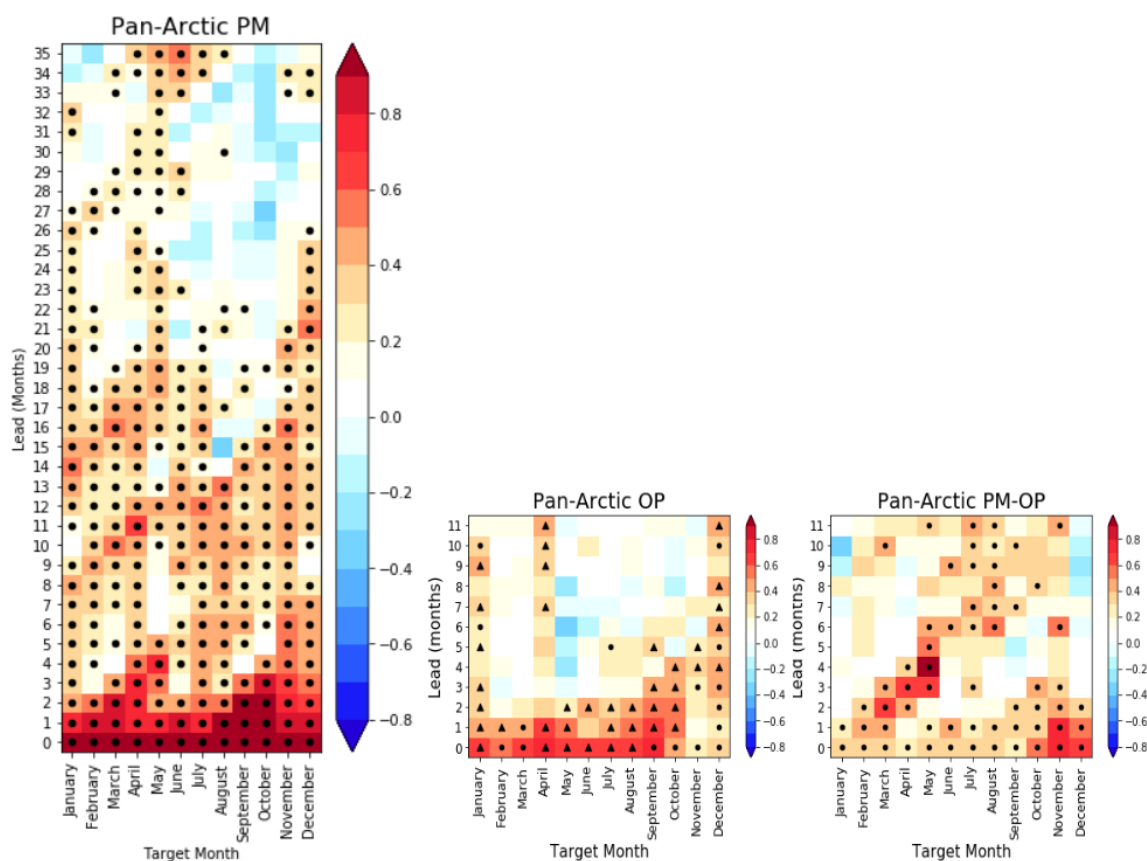 Pan-Arctic PM
35
34
33
32
31
30
29
28
27
26
25
24
23
22
21
20
19
18
17
16
15
14
13
12
11
10
9
8
7
6
5
4
3
2
1
0
Lead (Months)
January
February
March
April
May
June
July
August
September
October
November
December
Target Month
0.8
0.6
0.4
0.2
0.0
−0.2
−0.4
−0.6
−0.8
Pan-Arctic OP
11
10
9
8
7
6
5
4
3
2
1
0
Lead (months)
January
February
March
April
May
June
July
August
September
October
November
December
Target Month
0.8
0.6
0.4
0.2
0.0
−0.2
−0.4
−0.6
−0.8
Pan-Arctic PM-OP
11
10
9
8
7
6
5
4
3
2
1
0
Lead (months)
January
February
March
April
May
June
July
August
September
October
November
December
Target Month
0.8
0.6
0.4
0.2
0.0
−0.2
−0.4
−0.6
−0.8